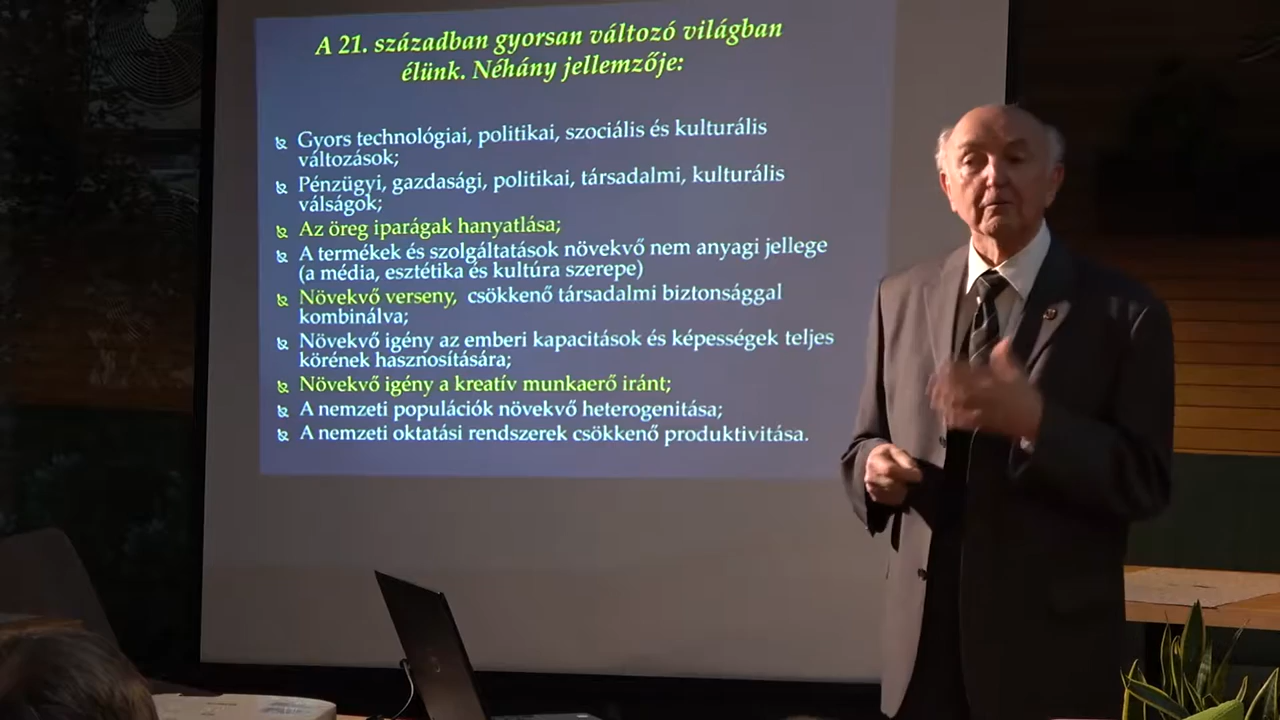 A 21. században gyorsan változó világban
élünk. Néhány jellemzője:
Gyors technológiai, politikai, szociális és kulturális
változások;
Pénzügyi, gazdasági, politikai, társadalmi, kulturális
válságok;
Az öreg iparágak hanyatlása;
A termékek és szolgáltatások növekvő nem anyagi jellege
(a média, esztétika és kultúra szerepe)
Növekvő verseny, csökkenő társadalmi biztonsággal
kombinálva;
Növekvő igény az emberi kapacitások és képességek teljes
körének hasznosítására;
Növekvő igény a kreatív munkaerő iránt;
A nemzeti populációk növekvő heterogenitása;
A nemzeti oktatási rendszerek csökkenő produktivitása.